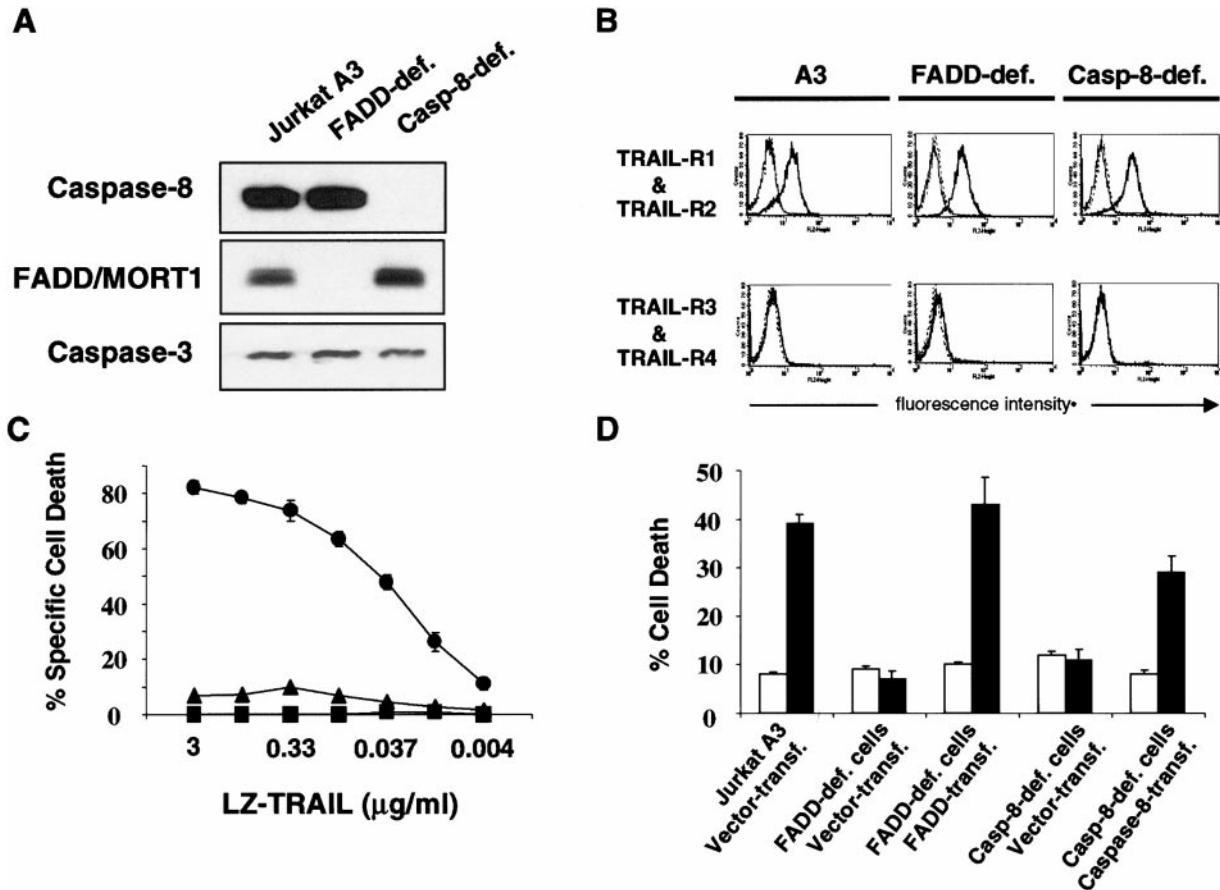 A
Jurkat A3
FADD-def.
Casp-8-def.
Caspase-8
FADD/MORT1
Caspase-3
B
A3
FADD-def.
Casp-8-def.
TRAIL-R1
&
TRAIL-R2
TRAIL-R3
&
TRAIL-R4
fluorescence intensity
C
% Specific Cell Death
80
60
40
20
0
3
0.33
0.037
0.004
LZ-TRAIL (µg/ml)
D
% Cell Death
50
40
30
20
10
0
Jurkat A3
Vector-transf.
FADD-def. cells
Vector-transf.
FADD-def. cells
FADD-transf.
Casp-8-def. cells
Vector-transf.
Casp-8-def. cells
Caspase-8-transf.